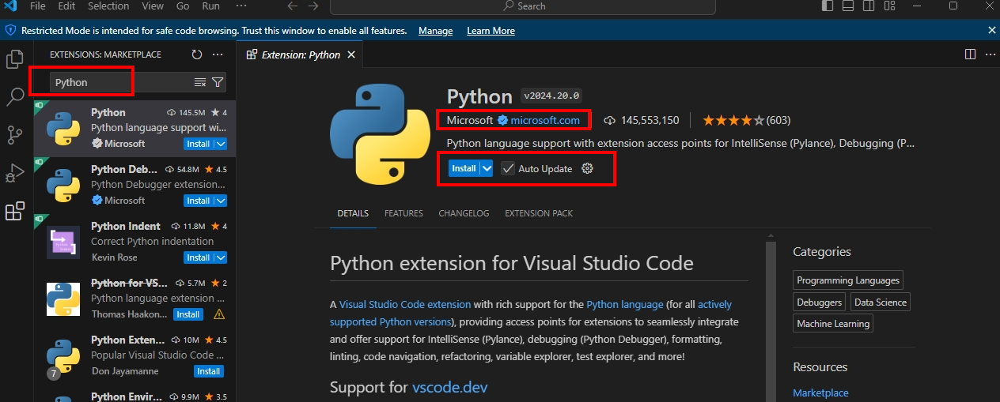 File Edit Selection View Go Run ··· Search
Restricted Mode is intended for safe code browsing. Trust this window to enable all features. Manage Learn More
EXTENSIONS: MARKETPLACE
Python
Python 145.5M 4
Python language support wi...
Microsoft Install
Python Deb... 54.8M 4.5
Python Debugger extension...
Microsoft Install
Python Indent 11.8M 4
Correct Python indentation
Kevin Rose Install
Python for VS... 5.7M 2
Python language extension ...
Thomas Haakon... Install
Python Exten... 10M 4.5
Popular Visual Studio Code ...
7 Don Jayamanne Install
Python Envir... 9.9M 3.5
Extension: Python
Python v2024.20.0
Microsoft microsoft.com 145,553,150 (603)
Python language support with extension access points for IntelliSense (Pylance), Debugging (P...
Install Auto Update
DETAILS FEATURES CHANGELOG EXTENSION PACK
Python extension for Visual Studio Code
A Visual Studio Code extension with rich support for the Python language (for all actively
supported Python versions), providing access points for extensions to seamlessly integrate
and offer support for IntelliSense (Pylance), debugging (Python Debugger), formatting,
linting, code navigation, refactoring, variable explorer, test explorer, and more!
Support for vscode.dev
Categories
Programming Languages
Debuggers Data Science
Machine Learning
Resources
Marketplace